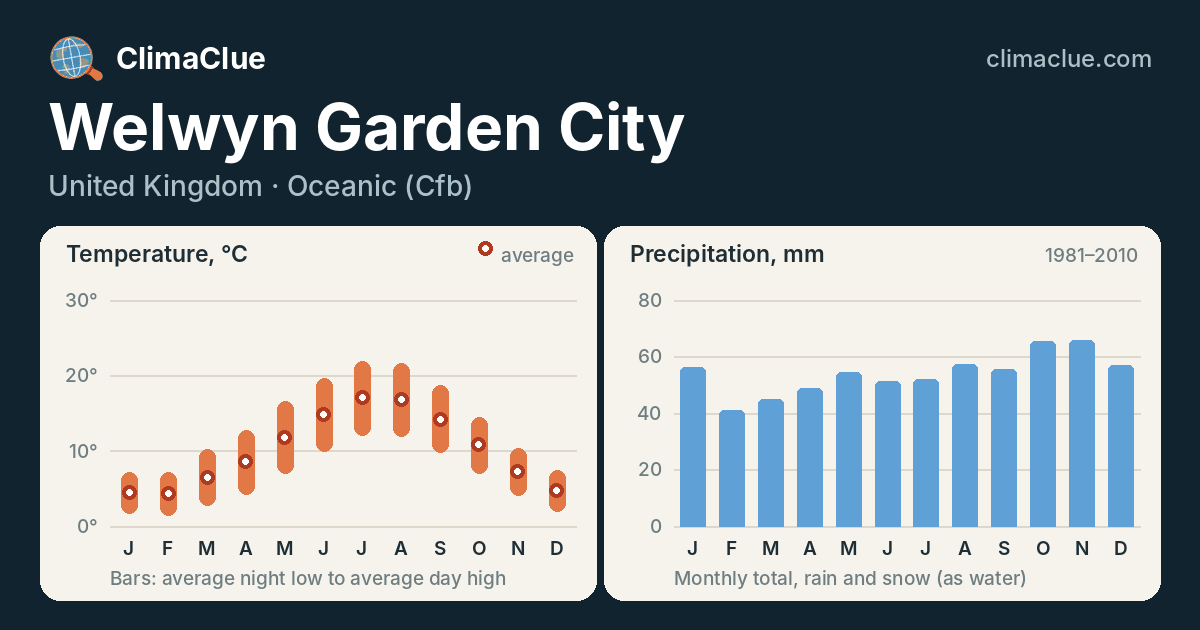 ClimaClue
climaclue.com
Welwyn Garden City
United Kingdom · Oceanic (Cfb)
Temperature, °C
average
30°
20°
10°
0°
J F M A M J J A S O N D
Bars: average night low to average day high
Precipitation, mm
1981–2010
80
60
40
20
0
J F M A M J J A S O N D
Monthly total, rain and snow (as water)